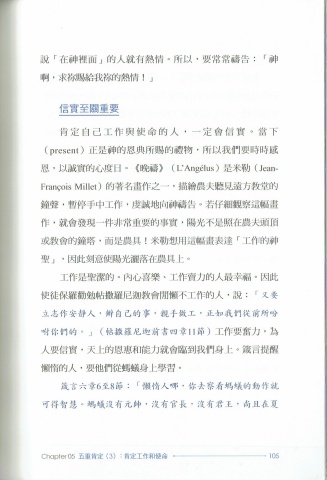 說「在神裡面」的人就有熱情。所以，要常常禱告：「神
啊，求祢賜給我祢的熱情！」
信實至關重要
肯定自己工作與使命的人，一定會信實。當下
（present）正是神的恩典所賜的禮物，所以我們要時時感
恩，以誠實的心度日。《晚禱》（L'Angélus）是米勒（Jean-
François Millet）的著名畫作之一，描繪農夫聽見遠方教堂的
鐘聲，暫停手中工作，虔誠地向神禱告。若仔細觀察這幅畫
作，就會發現一件非常重要的事實，陽光不是照在農夫頭頂
或教會的鐘塔，而是農具！米勒想用這幅畫表達「工作的神
聖」，因此刻意使陽光灑落在農具上。
工作是聖潔的。內心喜樂、工作賣力的人最幸福。因此
使徒保羅勸勉帖撒羅尼迦教會閒懶不工作的人，說：「又要
立志作安靜人，辦自己的事，親手做工，正如我們從前所吩
咐你們的。」（帖撒羅尼迦前書四章11節）工作要奮力，為
人要信實，天上的恩惠和能力就會臨到我們身上。箴言提醒
懶惰的人，要他們從螞蟻身上學習。
箴言六章6至8節：「懶惰人哪，你去察看螞蟻的動作就
可得智慧。螞蟻沒有元帥，沒有官長，沒有君王，尚且在夏
Chapter 05 五重肯定（3）：肯定工作和使命 105